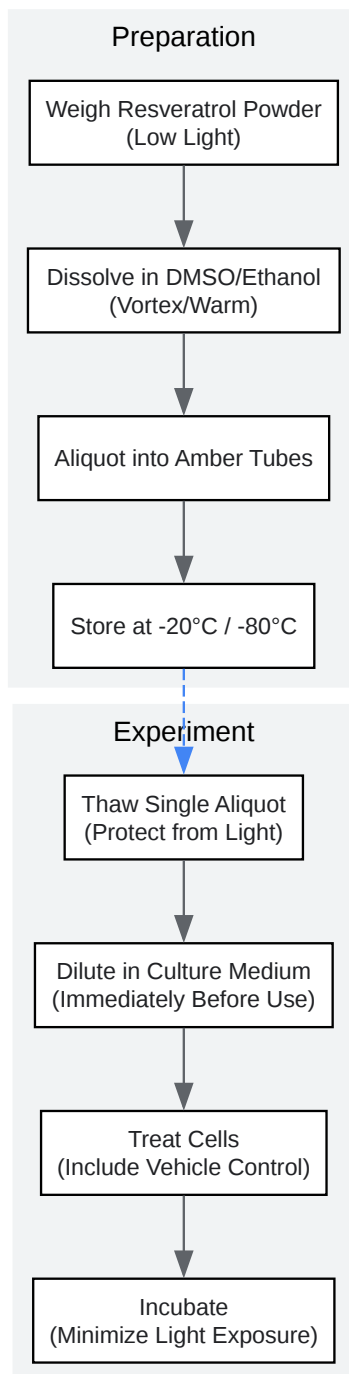 Preparation
Weigh Resveratrol Powder
(Low Light)
Dissolve in DMSO/Ethanol
(Vortex/Warm)
Aliquot into Amber Tubes
Store at -20°C / -80°C
Experiment
Thaw Single Aliquot
(Protect from Light)
Dilute in Culture Medium
(Immediately Before Use)
Treat Cells
(Include Vehicle Control)
Incubate
(Minimize Light Exposure)